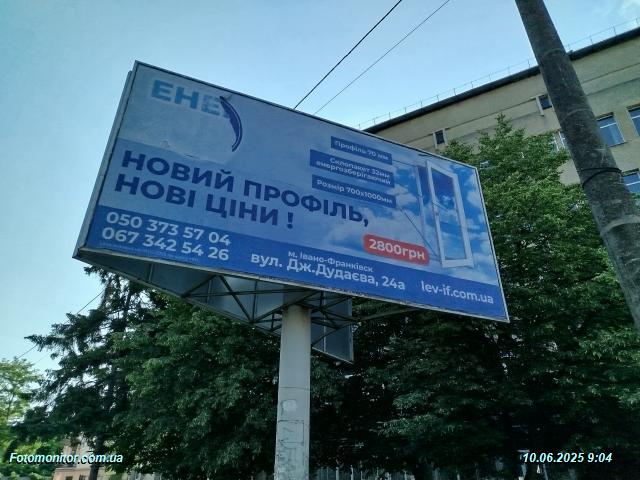 ЕНЕ
Профіль 70 мм
Склопакет 32мм
енергозберігаючий
Розмір 700х1000мм
НОВИЙ ПРОФІЛЬ,
НОВІ ЦІНИ !
2800грн
050 373 57 04
067 342 54 26
м. Івано-Франківск
вул. Дж.Дудаєва, 24а
lev-if.com.ua
Fotomonitor.com.ua
10.06.2025 9:04